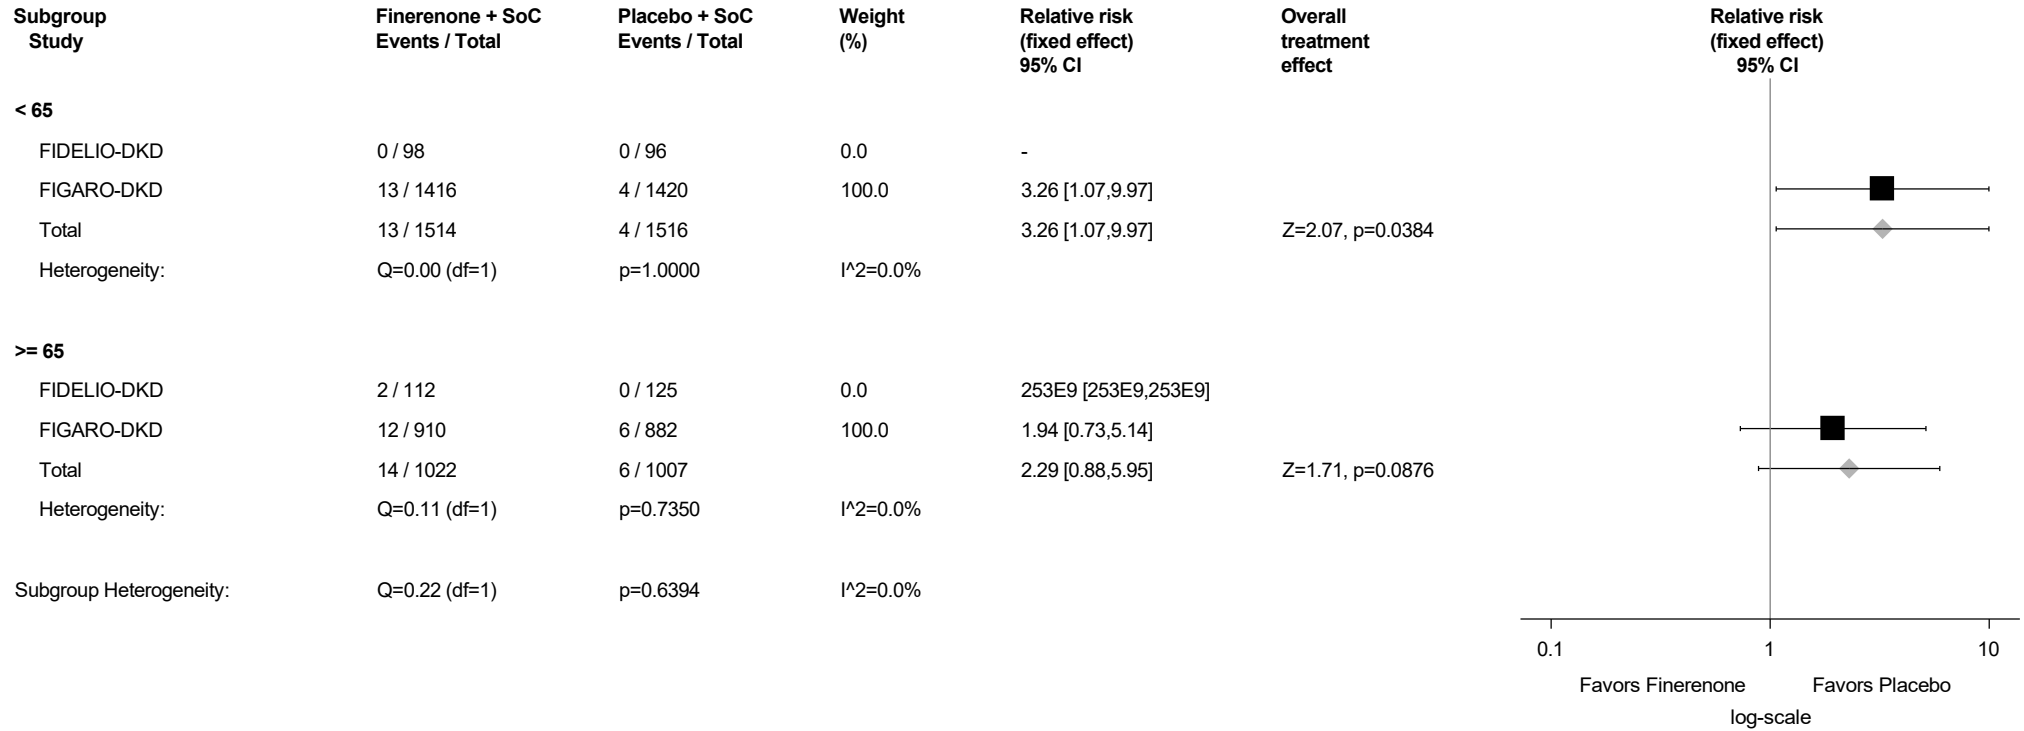 Subgroup Finerenone + SoC Placebo + SoC Weight Relative risk Overall Relative risk
Study Events / Total Events / Total (%) (fixed effect) treatment (fixed effect)
95% CI effect 95% CI
< 65
FIDELIO-DKD 0 / 98 0 / 96 0.0 -
FIGARO-DKD 13 / 1416 4 / 1420 100.0 3.26 [1.07,9.97]
Total 13 / 1514 4 / 1516 3.26 [1.07,9.97] Z=2.07, p=0.0384
Heterogeneity: Q=0.00 (df=1) p=1.0000 I^2=0.0%
>= 65
FIDELIO-DKD 2 / 112 0 / 125 0.0 253E9 [253E9,253E9]
FIGARO-DKD 12 / 910 6 / 882 100.0 1.94 [0.73,5.14]
Total 14 / 1022 6 / 1007 2.29 [0.88,5.95] Z=1.71, p=0.0876
Heterogeneity: Q=0.11 (df=1) p=0.7350 I^2=0.0%
Subgroup Heterogeneity: Q=0.22 (df=1) p=0.6394 I^2=0.0%
0.1 1 10
Favors Finerenone Favors Placebo
log-scale